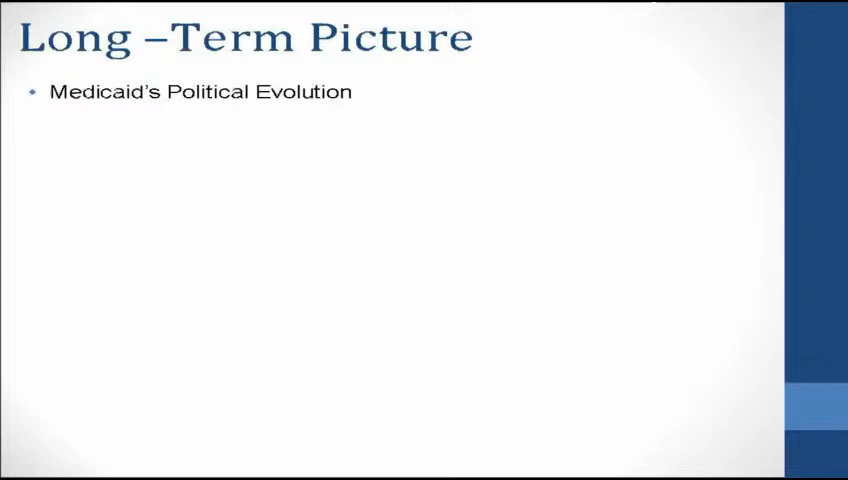 Long –Term Picture
• Medicaid's Political Evolution